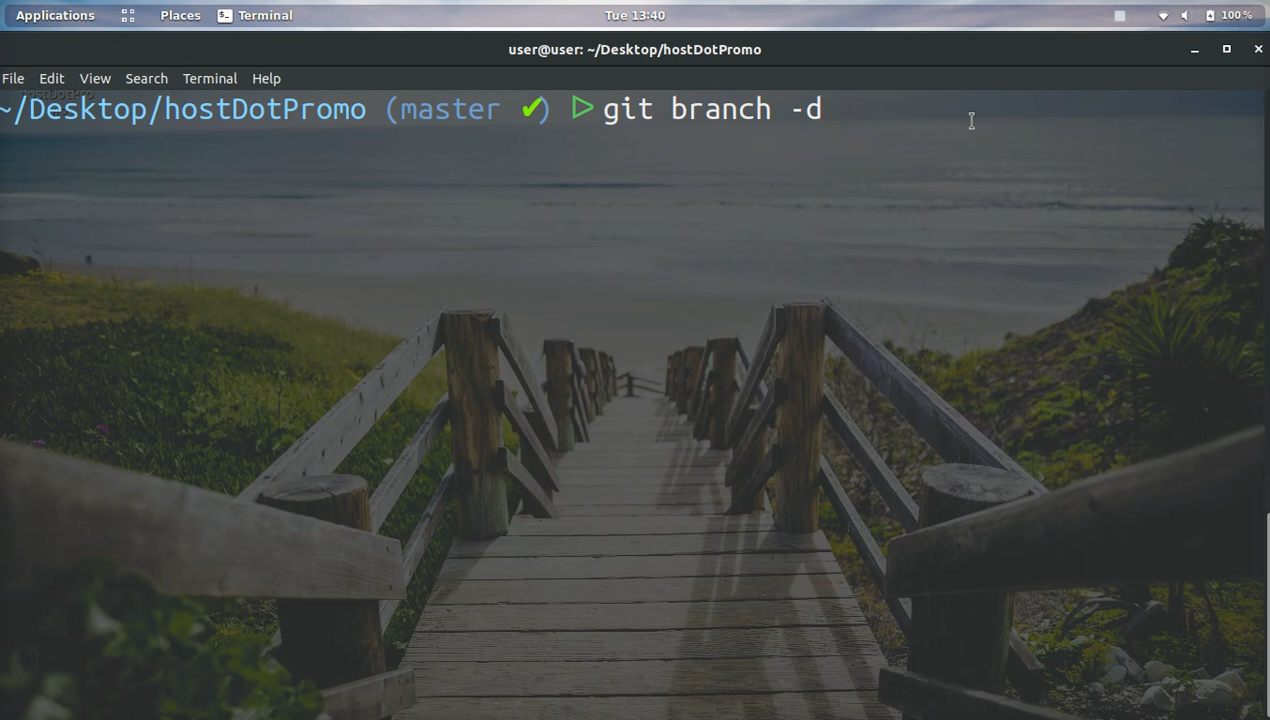 Applications Places Terminal Tue 13:40 100%
user@user: ~/Desktop/hostDotPromo
File Edit View Search Terminal Help
hostDotPro
~/Desktop/hostDotPromo (master ✔) ▷ git branch -d